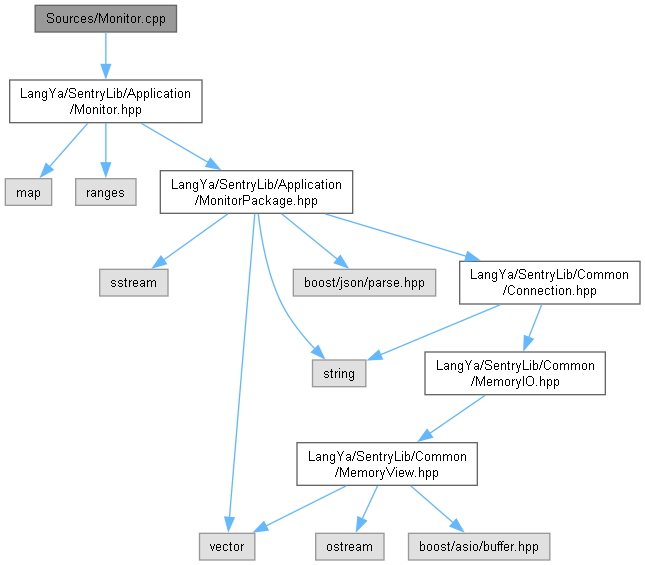 Sources/Monitor.cpp
LangYa/SentryLib/Application
/Monitor.hpp
map
ranges
LangYa/SentryLib/Application
/MonitorPackage.hpp
sstream
boost/json/parse.hpp
LangYa/SentryLib/Common
/Connection.hpp
string
LangYa/SentryLib/Common
/MemoryIO.hpp
LangYa/SentryLib/Common
/MemoryView.hpp
vector
ostream
boost/asio/buffer.hpp